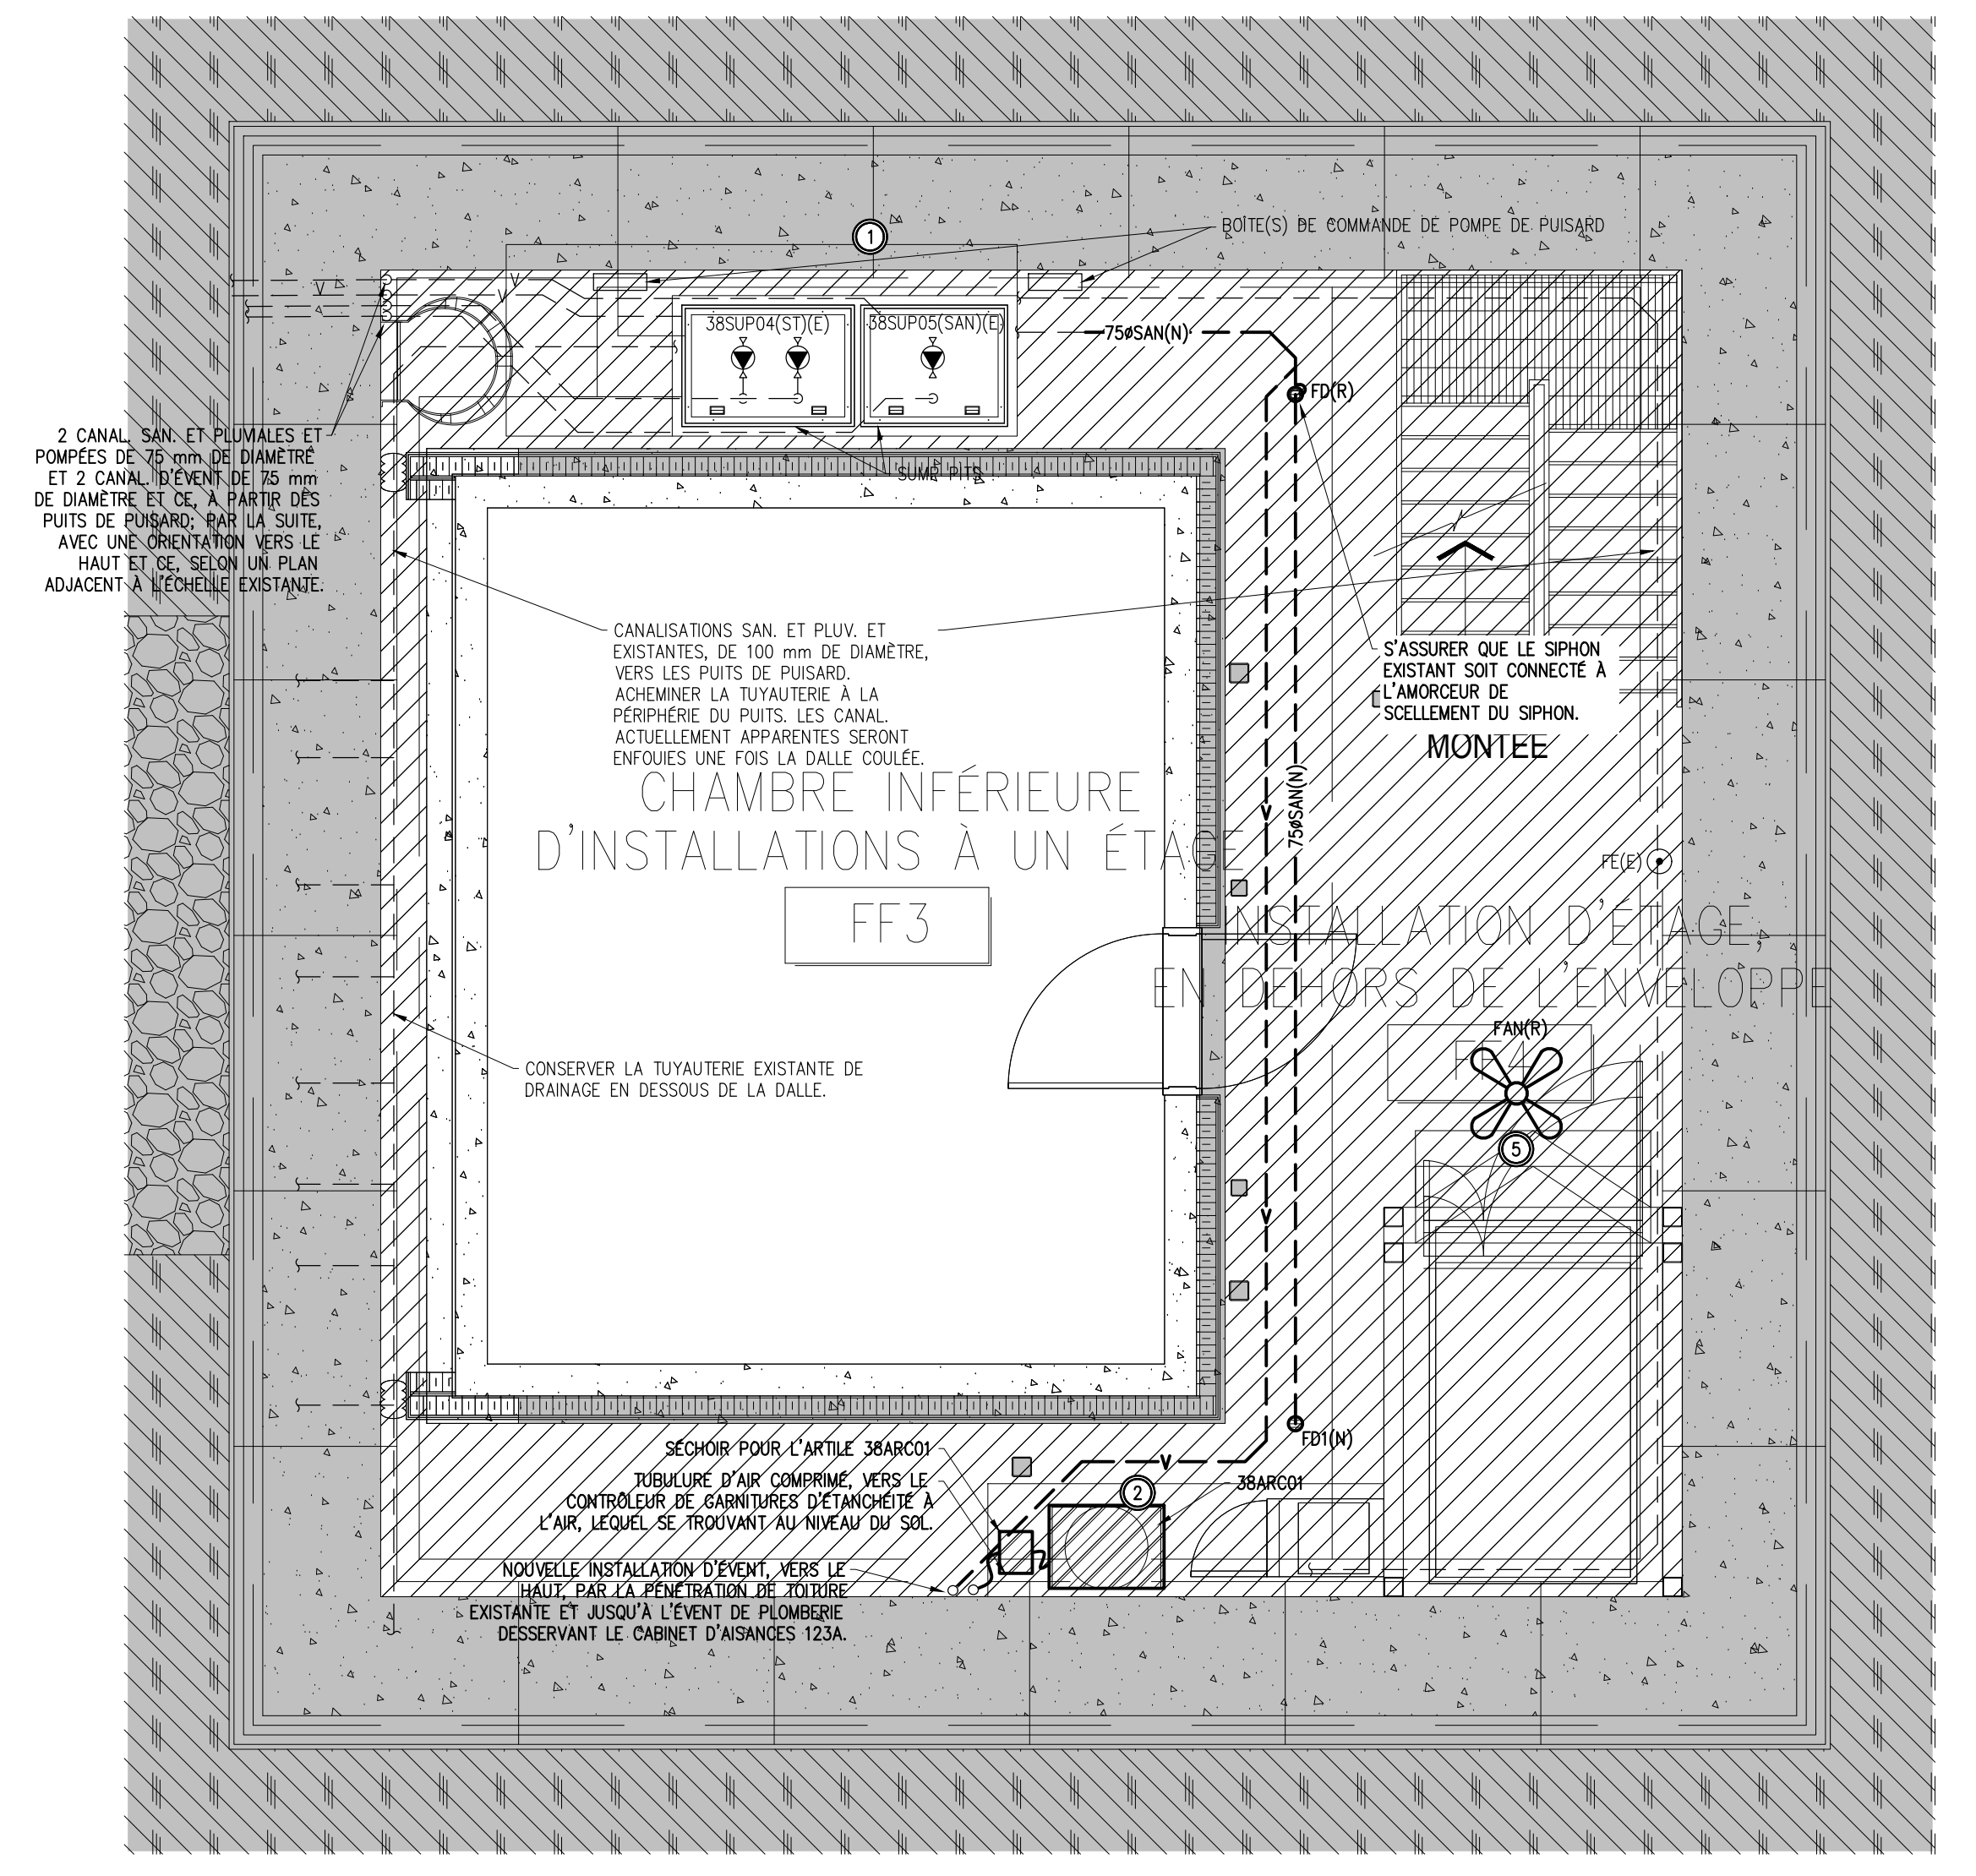 1
BOÎTE(S) DE COMMANDE DE POMPE DE PUISARD
V
V
V
38SUP04(ST)(E)
38SUP05(SAN)(E)
75øSAN(N)
FD(R)
2 CANAL. SAN. ET PLUVIALES ET
POMPÉES DE 75 mm DE DIAMÈTRE
ET 2 CANAL. D'ÉVENT DE 75 mm
DE DIAMÈTRE ET CE, À PARTIR DES
PUITS DE PUISARD; PAR LA SUITE,
AVEC UNE ORIENTATION VERS LE
HAUT ET CE, SELON UN PLAN
ADJACENT À L'ÉCHELLE EXISTANTE.
SUMP PITS
CANALISATIONS SAN. ET PLUV. ET
EXISTANTES, DE 100 mm DE DIAMÈTRE,
VERS LES PUITS DE PUISARD.
ACHEMINER LA TUYAUTERIE À LA
PÉRIPHÉRIE DU PUITS. LES CANAL.
ACTUELLEMENT APPARENTES SERONT
ENFOUIES UNE FOIS LA DALLE COULÉE.
S'ASSURER QUE LE SIPHON
EXISTANT SOIT CONNECTÉ À
L'AMORCEUR DE
SCELLEMENT DU SIPHON.
MONTÉE
CHAMBRE INFÉRIEURE
D'INSTALLATIONS À UN ÉTAGE
FF3
V
75øSAN(N)
FE(E)
INSTALLATION D'ÉTAGE,
EN DEHORS DE L'ENVELOPPE
FAN(R)
FF4
5
CONSERVER LA TUYAUTERIE EXISTANTE DE
DRAINAGE EN DESSOUS DE LA DALLE.
V
FD1(N)
V
SÉCHOIR POUR L'ARTILE 38ARC01
TUBULURE D'AIR COMPRIMÉ, VERS LE
CONTRÔLEUR DE GARNITURES D'ÉTANCHÉITÉ À
L'AIR, LEQUEL SE TROUVANT AU NIVEAU DU SOL.
2
38ARC01
NOUVELLE INSTALLATION D'ÉVENT, VERS LE
HAUT, PAR LA PÉNÉTRATION DE TOITURE
EXISTANTE ET JUSQU'À L'ÉVENT DE PLOMBERIE
DESSERVANT LE CABINET D'AISANCES 123A.